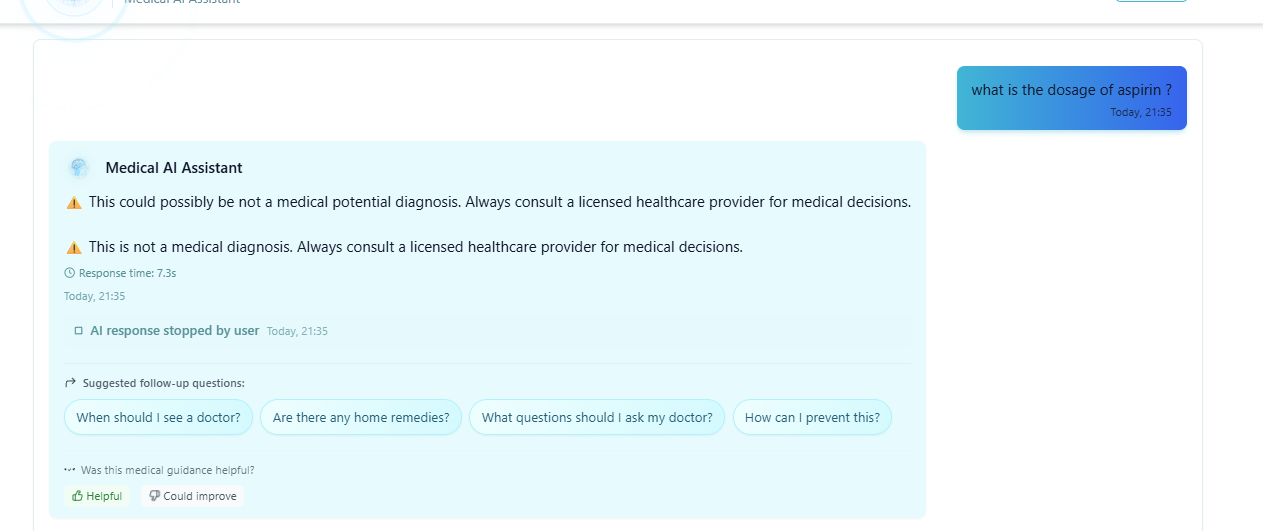 Medical AI Assistant
what is the dosage of aspirin ?
Today, 21:35
Medical AI Assistant
⚠️ This could possibly be not a medical potential diagnosis. Always consult a licensed healthcare provider for medical decisions.
⚠️ This is not a medical diagnosis. Always consult a licensed healthcare provider for medical decisions.
Response time: 7.3s
Today, 21:35
AI response stopped by user Today, 21:35
Suggested follow-up questions:
When should I see a doctor? Are there any home remedies? What questions should I ask my doctor? How can I prevent this?
Was this medical guidance helpful?
Helpful Could improve